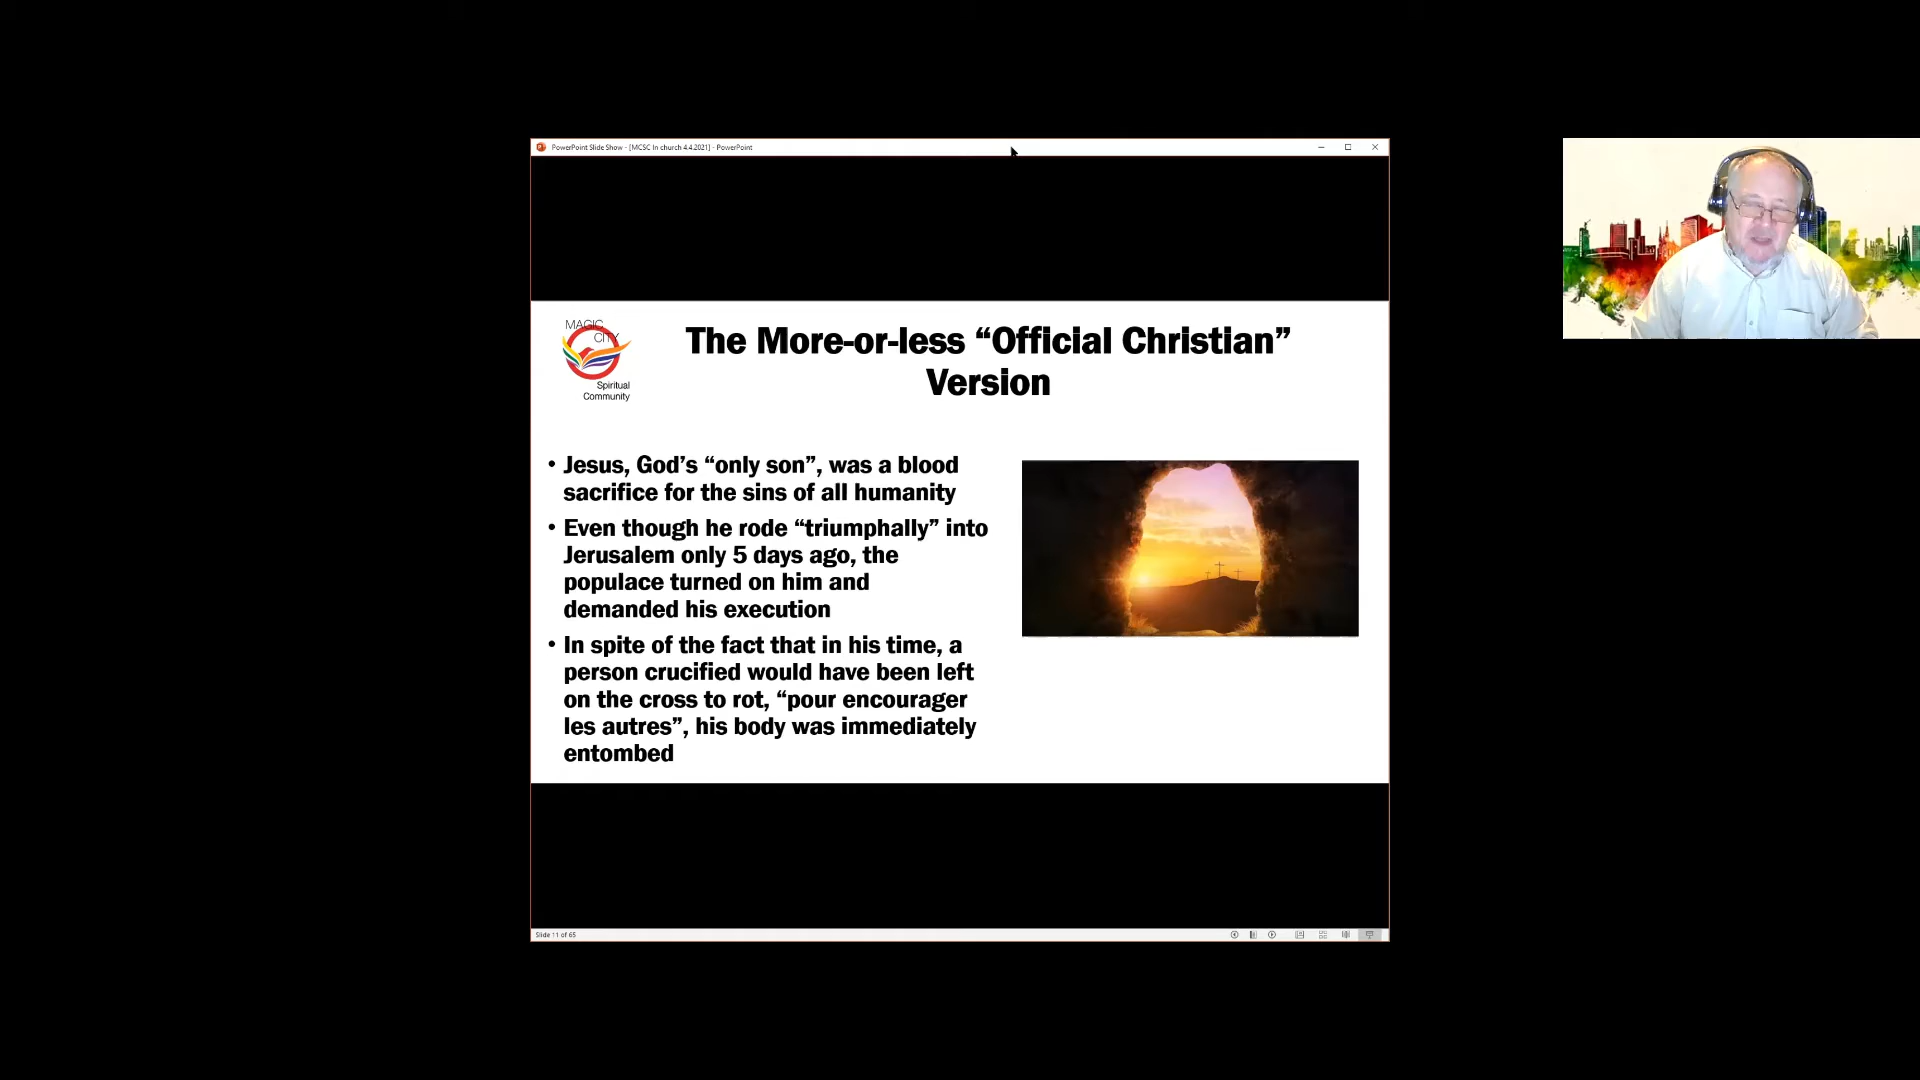 PowerPoint Slide Show - [MCSC In church 4.4.2021] - PowerPoint
MAGIC
CITY
Spiritual
Community
The More-or-less “Official Christian”
Version
• Jesus, God’s “only son”, was a blood
sacrifice for the sins of all humanity
• Even though he rode “triumphally” into
Jerusalem only 5 days ago, the
populace turned on him and
demanded his execution
• In spite of the fact that in his time, a
person crucified would have been left
on the cross to rot, “pour encourager
les autres”, his body was immediately
entombed
Slide 11 of 65